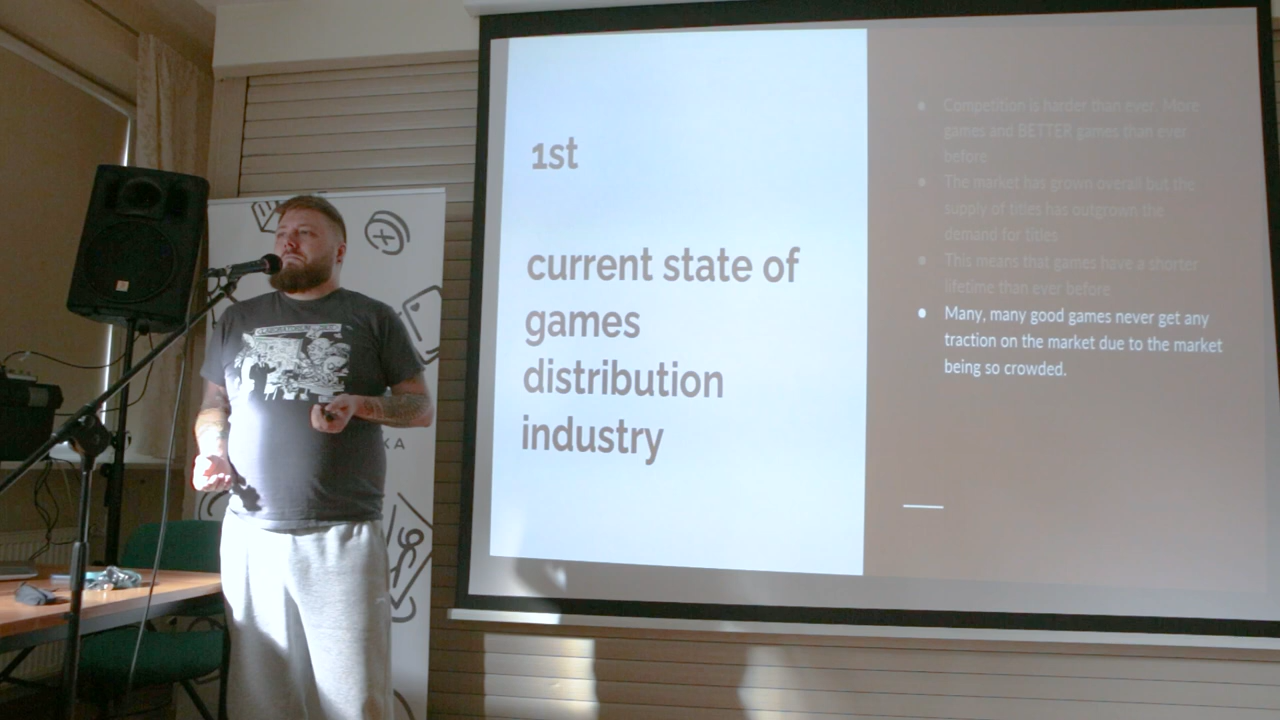 1st
current state of
games
distribution
industry
Competition is harder than ever. More
games and BETTER games than ever
before
The market has grown overall but the
supply of titles has outgrown the
demand for titles
This means that games have a shorter
lifetime than ever before
Many, many good games never get any
traction on the market due to the market
being so crowded.
KA